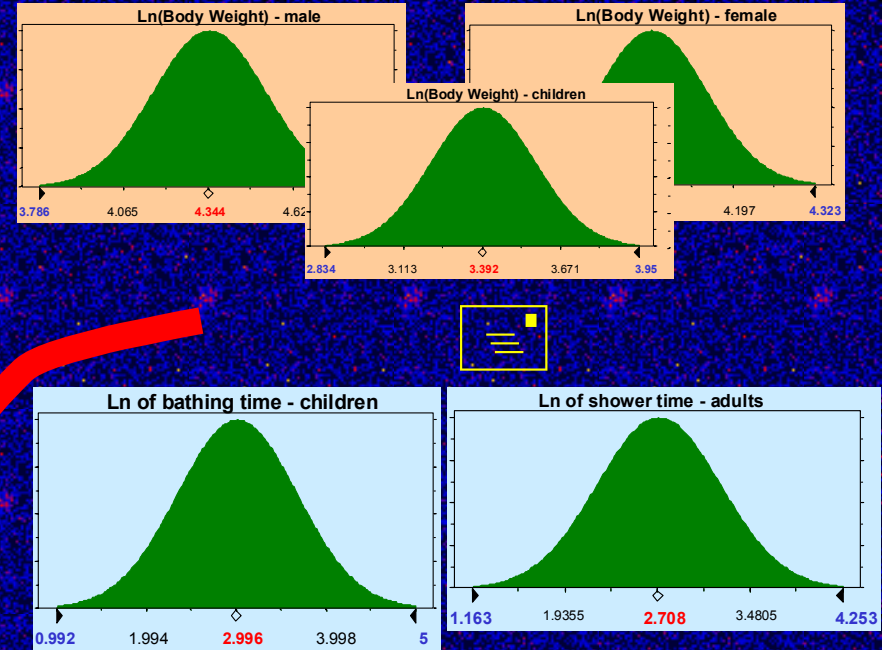 Ln(Body Weight) - male
3.786 4.065 4.344
Ln(Body Weight) - female
4.197 4.323
Ln(Body Weight) - children
2.834 3.113 3.392 3.671 3.95
Ln of bathing time - children
0.992 1.994 2.996 3.998 5
Ln of shower time - adults
1.163 1.9355 2.708 3.4805 4.253